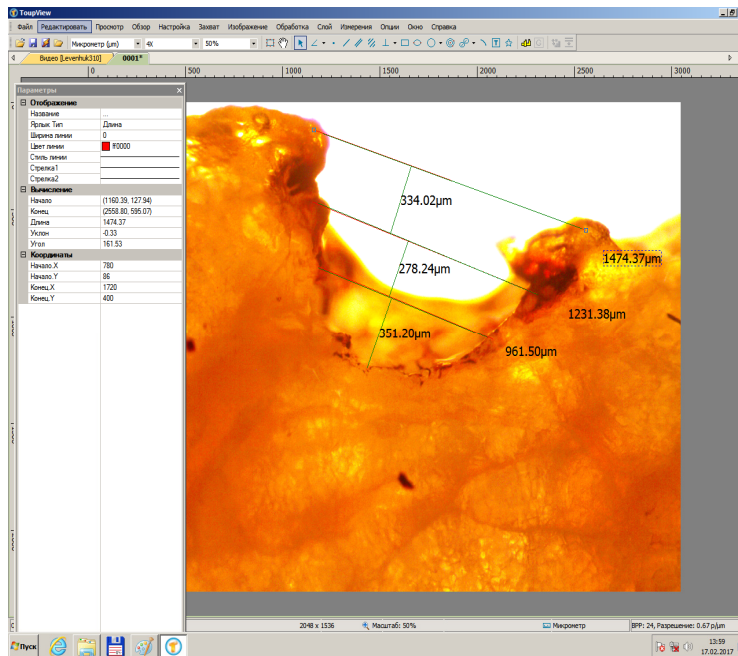 ToupView
Файл Редактировать Просмотр Обзор Настройка Захват Изображение Обработка Слой Измерения Опции Окно Справка
Микрометр (μm) 4X 50%
Видео [Levenhuk310] 0001*
0 500 1000 1500 2000 2500 3000
Параметры
Отображение
Название ...
Ярлык Тип Длина
Ширина линии 0
Цвет линии ff0000
Стиль линии
Стрелка1
Стрелка2
Вычисление
Начало (1160.39, 127.94)
Конец (2558.80, 595.07)
Длина 1474.37
Уклон -0.33
Угол 161.53
Координаты
Начало.X 780
Начало.Y 86
Конец.X 1720
Конец.Y 400
334.02μm
1474.37μm
278.24μm
1231.38μm
351.20μm
961.50μm
2048 x 1536 Масштаб: 50% Микрометр BPP: 24, Разрешение: 0.67 p/μm
Пуск
13:59
17.02.2017